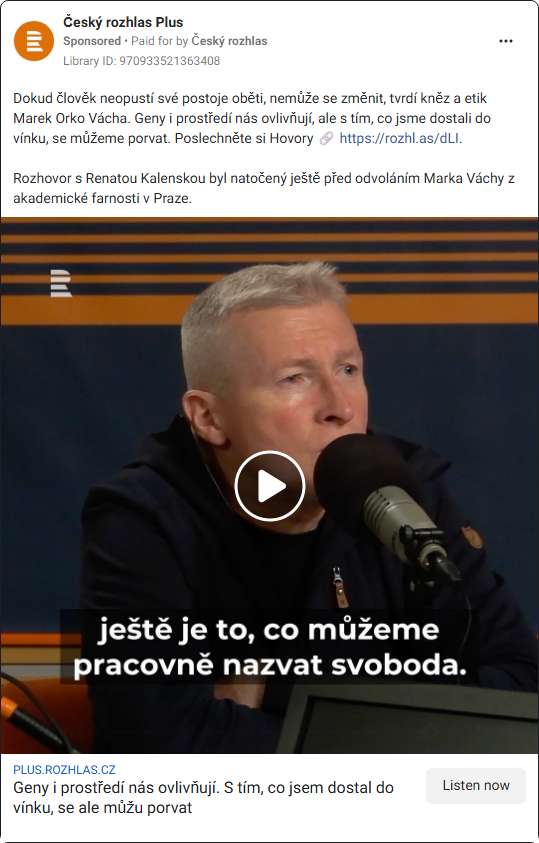 Český rozhlas Plus
Sponsored • Paid for by Český rozhlas
Library ID: 970933521363408
Dokud člověk neopustí své postoje oběti, nemůže se změnit, tvrdí kněz a etik
Marek Orko Vácha. Geny i prostředí nás ovlivňují, ale s tím, co jsme dostali do
vínku, se můžeme porvat. Poslechněte si Hovory 🔗 https://rozhl.as/dLI.
Rozhovor s Renatou Kalenskou byl natočený ještě před odvoláním Marka Váchy z
akademické farnosti v Praze.
ještě je to, co můžeme
pracovně nazvat svoboda.
PLUS.ROZHLAS.CZ
Geny i prostředí nás ovlivňují. S tím, co jsem dostal do
vínku, se ale můžu porvat
Listen now